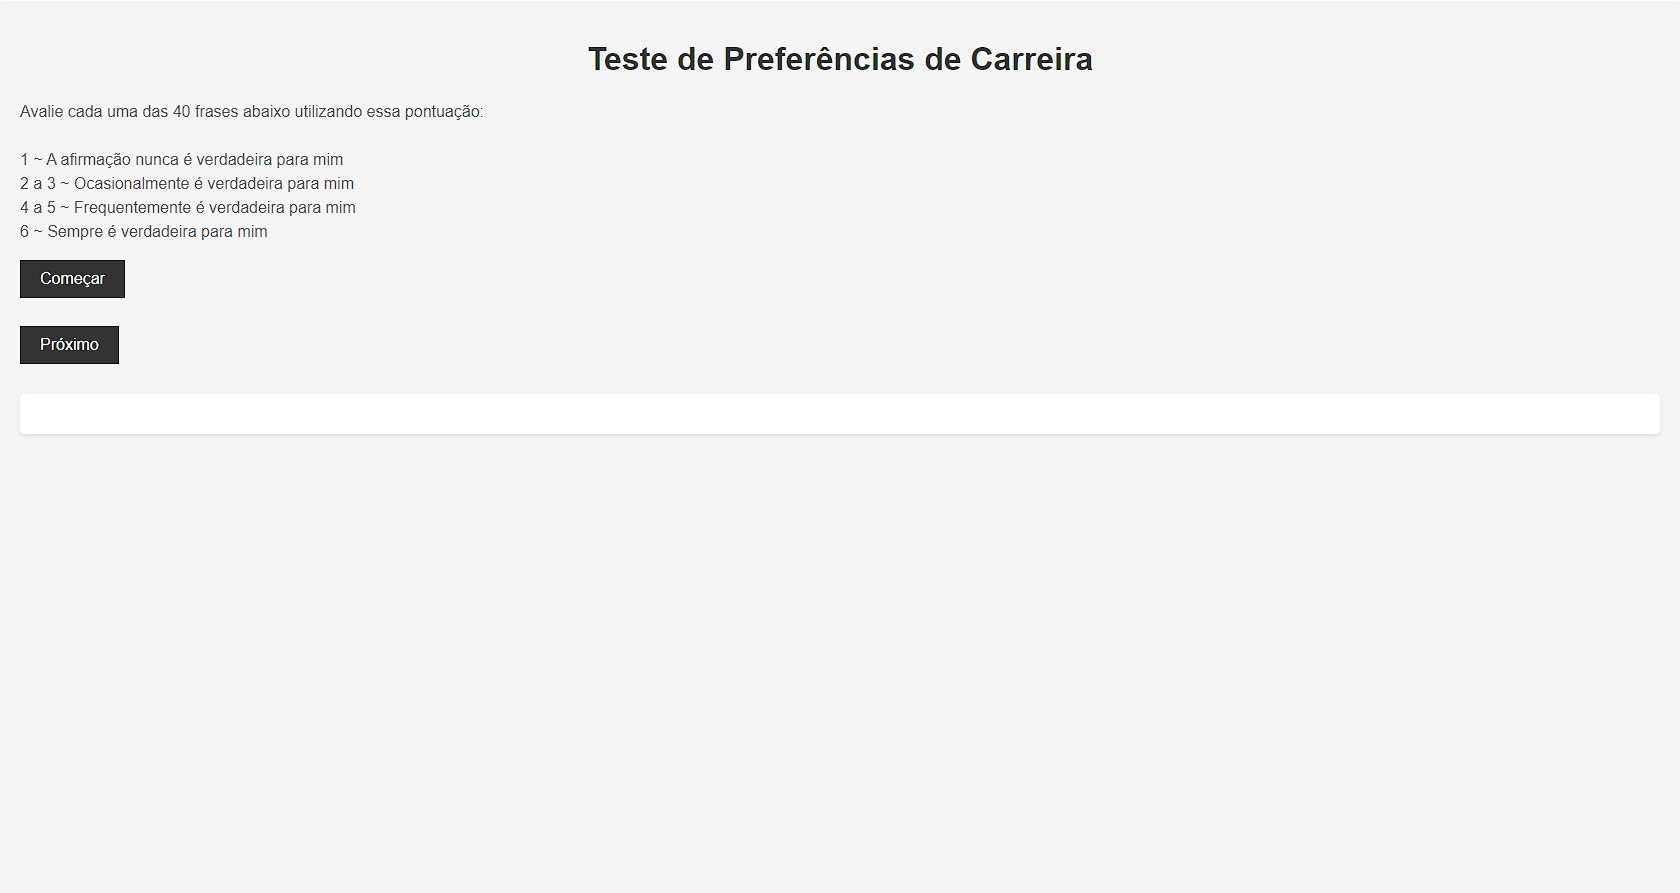 Teste de Preferências de Carreira
Avalie cada uma das 40 frases abaixo utilizando essa pontuação:
1 ~ A afirmação nunca é verdadeira para mim
2 a 3 ~ Ocasionalmente é verdadeira para mim
4 a 5 ~ Frequentemente é verdadeira para mim
6 ~ Sempre é verdadeira para mim
Começar
Próximo